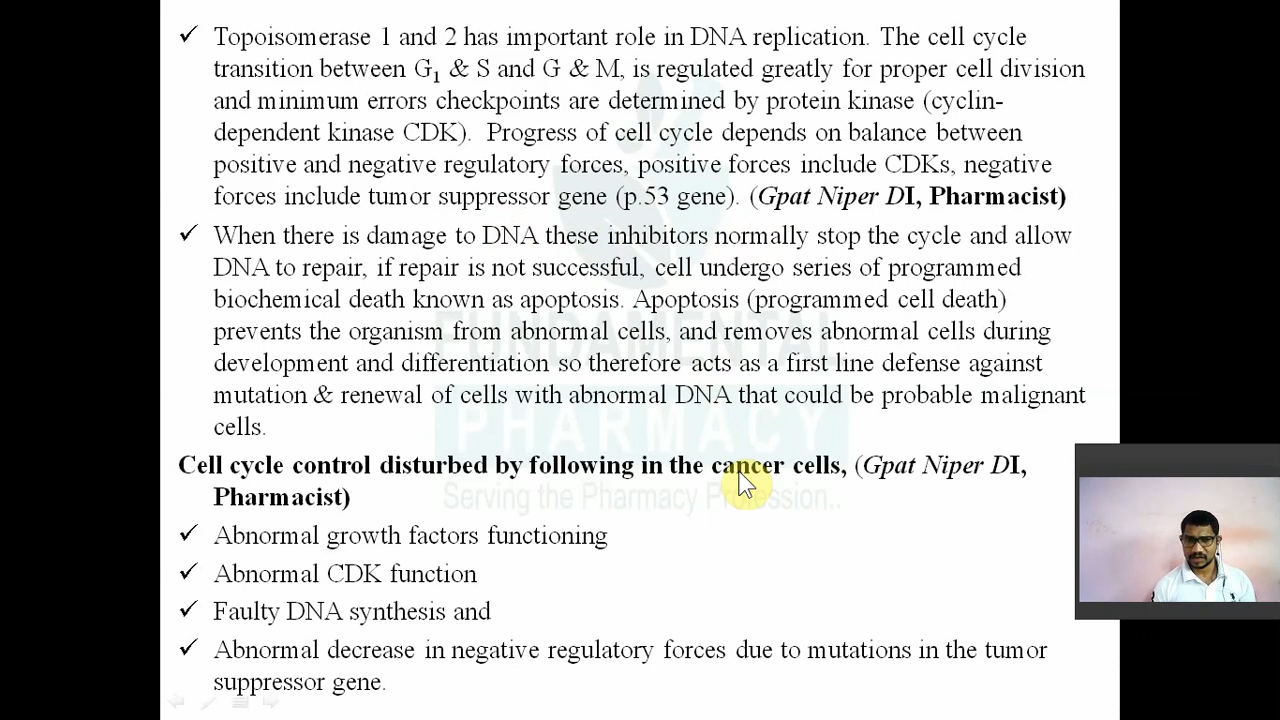 ✓ Topoisomerase 1 and 2 has important role in DNA replication. The cell cycle
transition between G₁ & S and G & M, is regulated greatly for proper cell division
and minimum errors checkpoints are determined by protein kinase (cyclin-
dependent kinase CDK). Progress of cell cycle depends on balance between
positive and negative regulatory forces, positive forces include CDKs, negative
forces include tumor suppressor gene (p.53 gene). (Gpat Niper DI, Pharmacist)
✓ When there is damage to DNA these inhibitors normally stop the cycle and allow
DNA to repair, if repair is not successful, cell undergo series of programmed
biochemical death known as apoptosis. Apoptosis (programmed cell death)
prevents the organism from abnormal cells, and removes abnormal cells during
development and differentiation so therefore acts as a first line defense against
mutation & renewal of cells with abnormal DNA that could be probable malignant
cells.
Cell cycle control disturbed by following in the cancer cells, (Gpat Niper DI,
Pharmacist)
✓ Abnormal growth factors functioning
✓ Abnormal CDK function
✓ Faulty DNA synthesis and
✓ Abnormal decrease in negative regulatory forces due to mutations in the tumor
suppressor gene.
FUNDAMENTAL
PHARMACY
Serving the Pharmacy Profession..